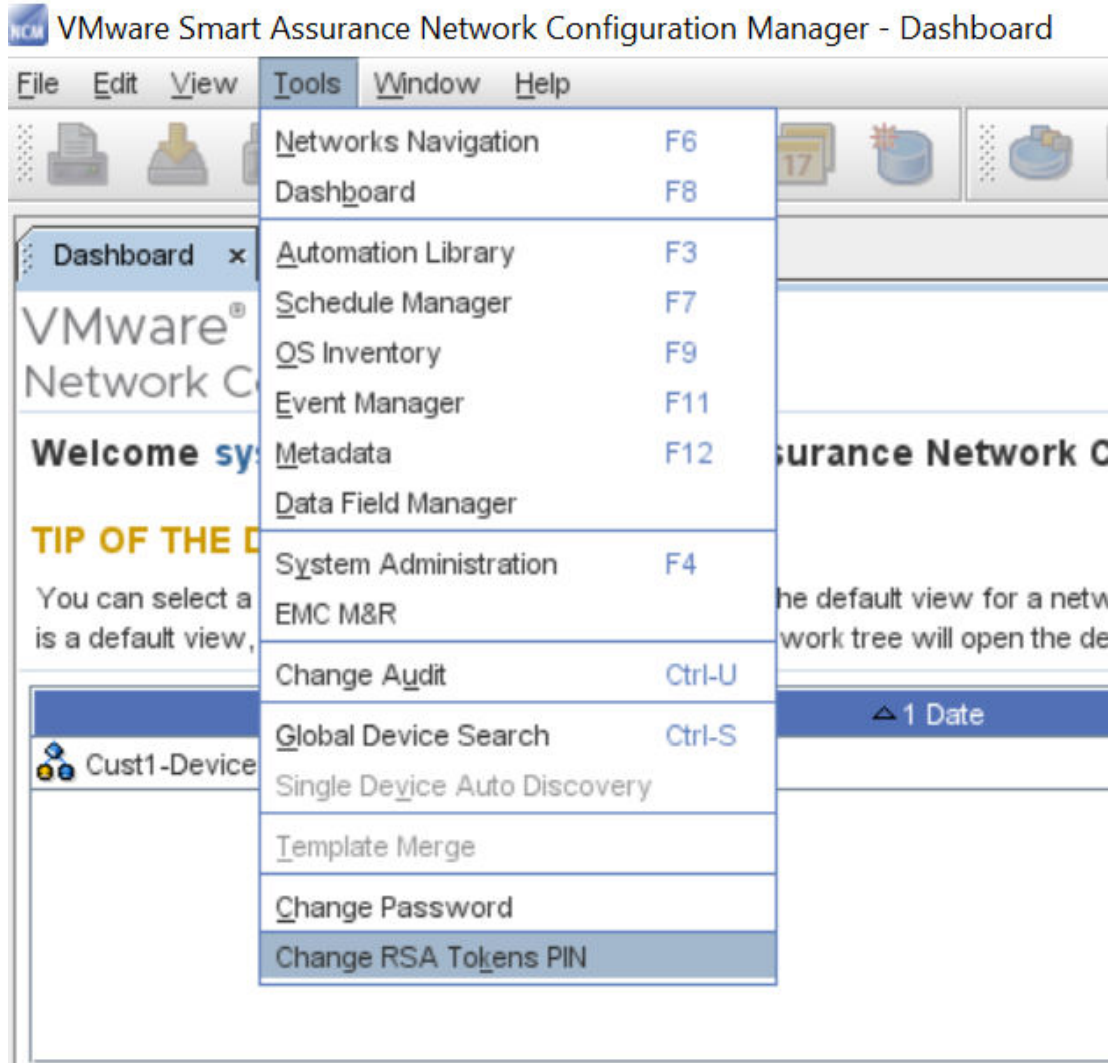 NCM VMware Smart Assurance Network Configuration Manager - Dashboard
File Edit View Tools Window Help
17
Networks Navigation F6
Dashboard F8
Automation Library F3
Schedule Manager F7
OS Inventory F9
Event Manager F11
Metadata F12
Data Field Manager
System Administration F4
EMC M&R
Change Audit Ctrl-U
Global Device Search Ctrl-S
Single Device Auto Discovery
Template Merge
Change Password
Change RSA Tokens PIN
Dashboard ×
VMware®
Network
Welcome Network
TIP OF THE
You can select a he default view for a
is a default view, work tree will open the
1 Date
Cust1-Device